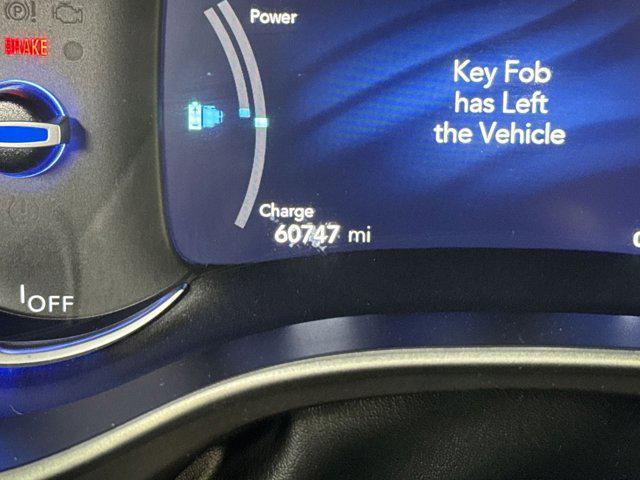 Power
BRAKE
Key Fob
has Left
the Vehicle
Charge
60747 mi
OFF